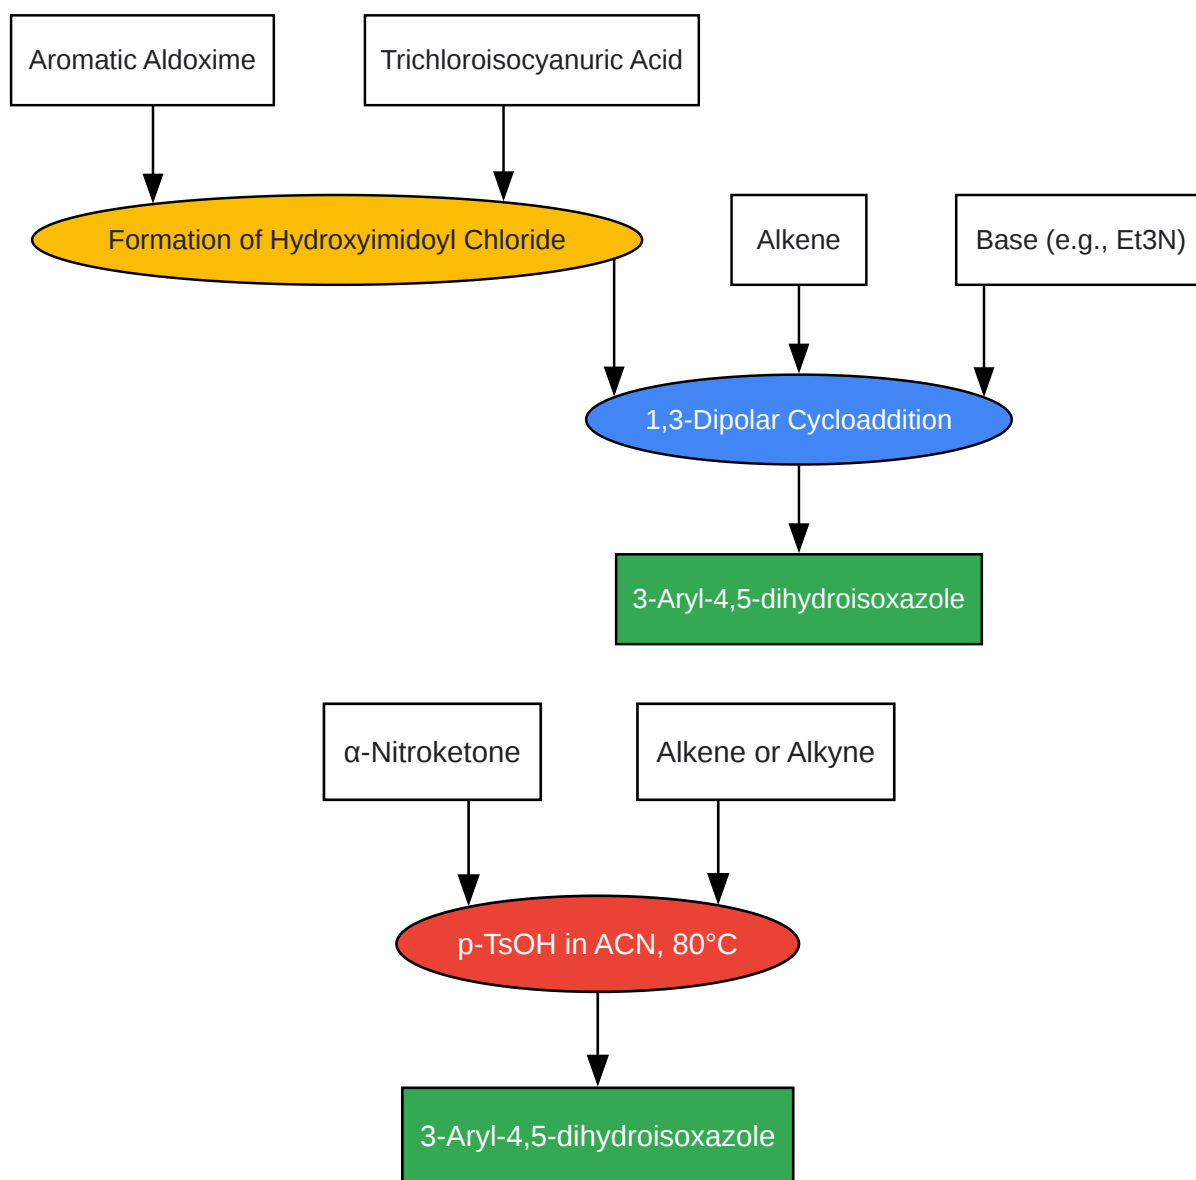 Aromatic Aldoxime
Trichloroisocyanuric Acid
Formation of Hydroxyimidoyl Chloride
Alkene
Base (e.g., Et3N)
1,3-Dipolar Cycloaddition
3-Aryl-4,5-dihydroisoxazole
α-Nitroketone
Alkene or Alkyne
p-TsOH in ACN, 80°C
3-Aryl-4,5-dihydroisoxazole